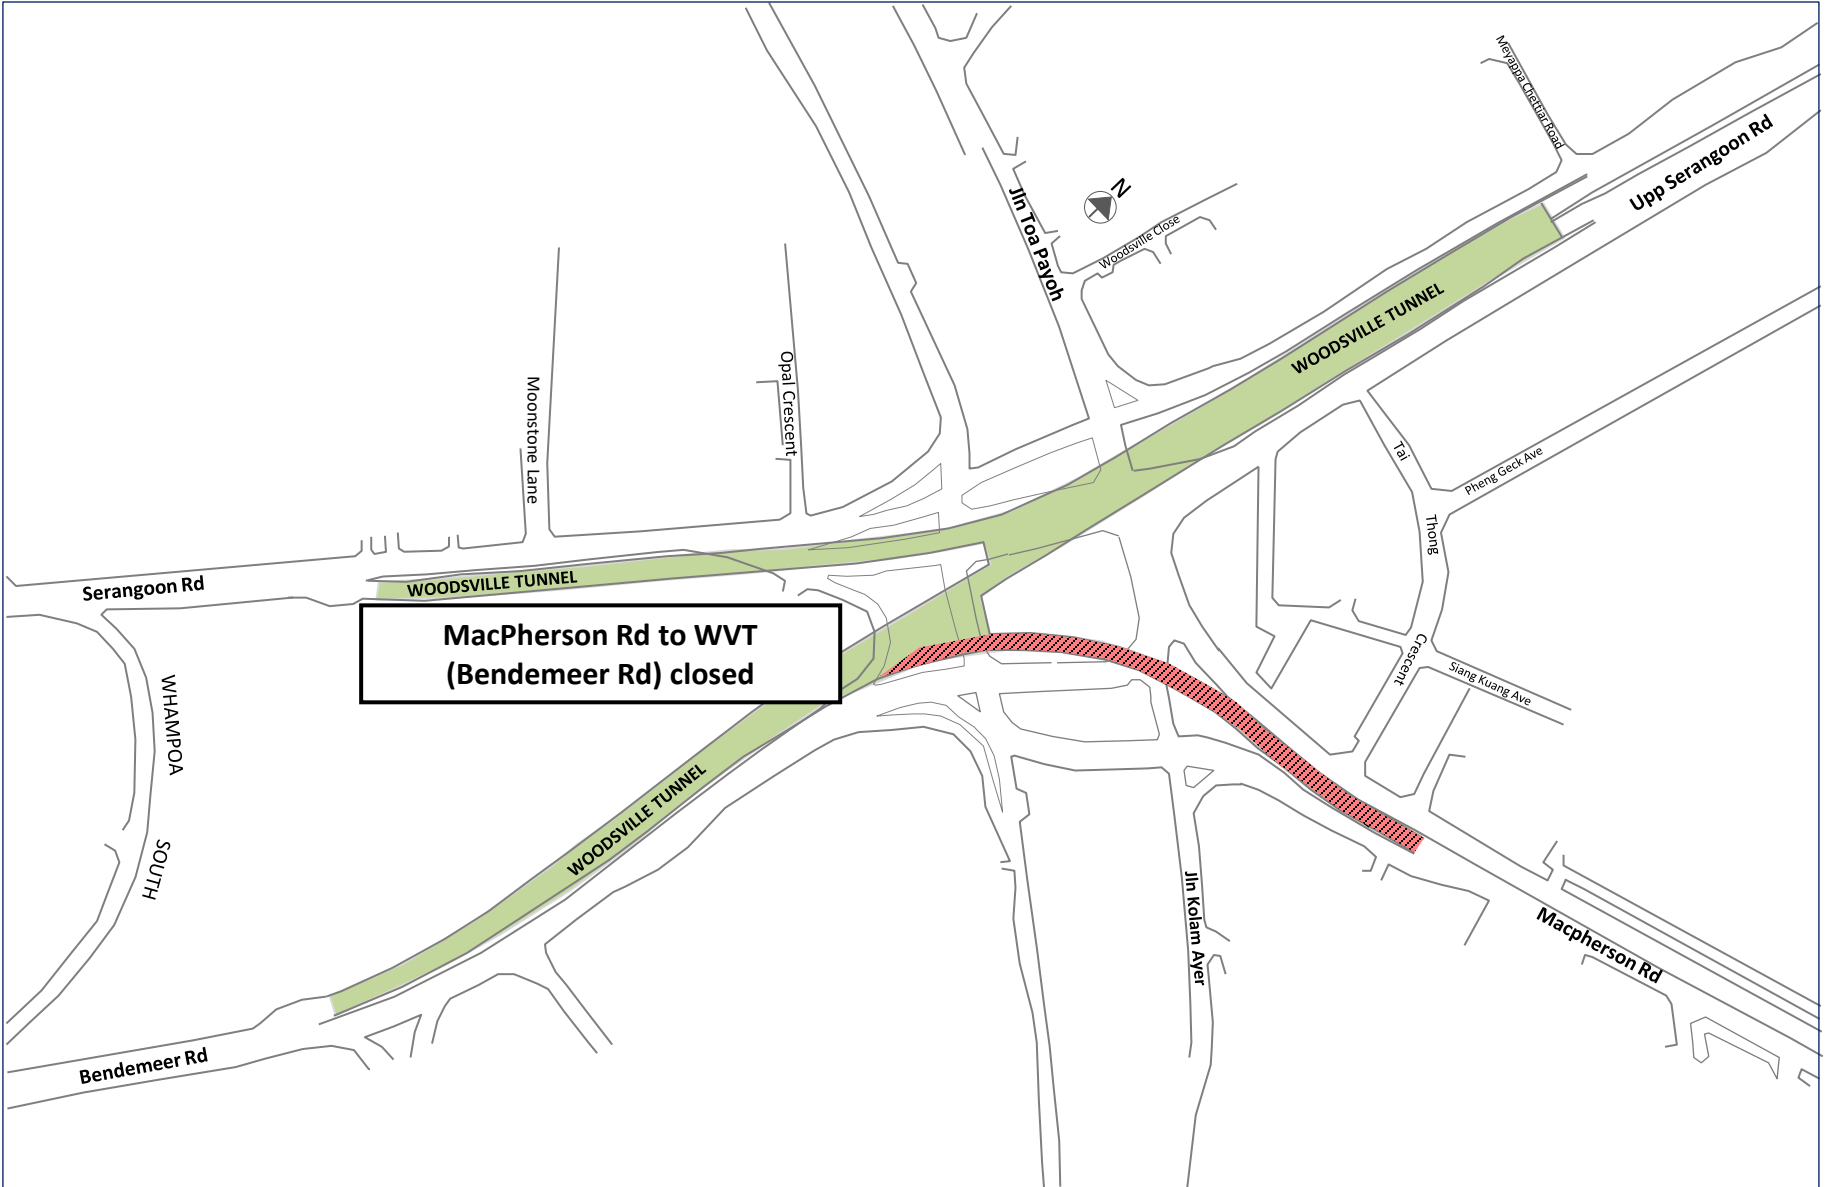 Meyappa Chettiar Road
Upp Serangoon Rd
N
Jln Toa Payoh
Woodsville Close
WOODSVILLE TUNNEL
Opal Crescent
Moonstone Lane
Tai
Thong
Crescent
Pheng Geck Ave
Serangoon Rd
WOODSVILLE TUNNEL
MacPherson Rd to WVT
(Bendemeer Rd) closed
Siang Kuang Ave
WHAMPOA
SOUTH
WOODSVILLE TUNNEL
Jln Kolam Ayer
Macpherson Rd
Bendemeer Rd